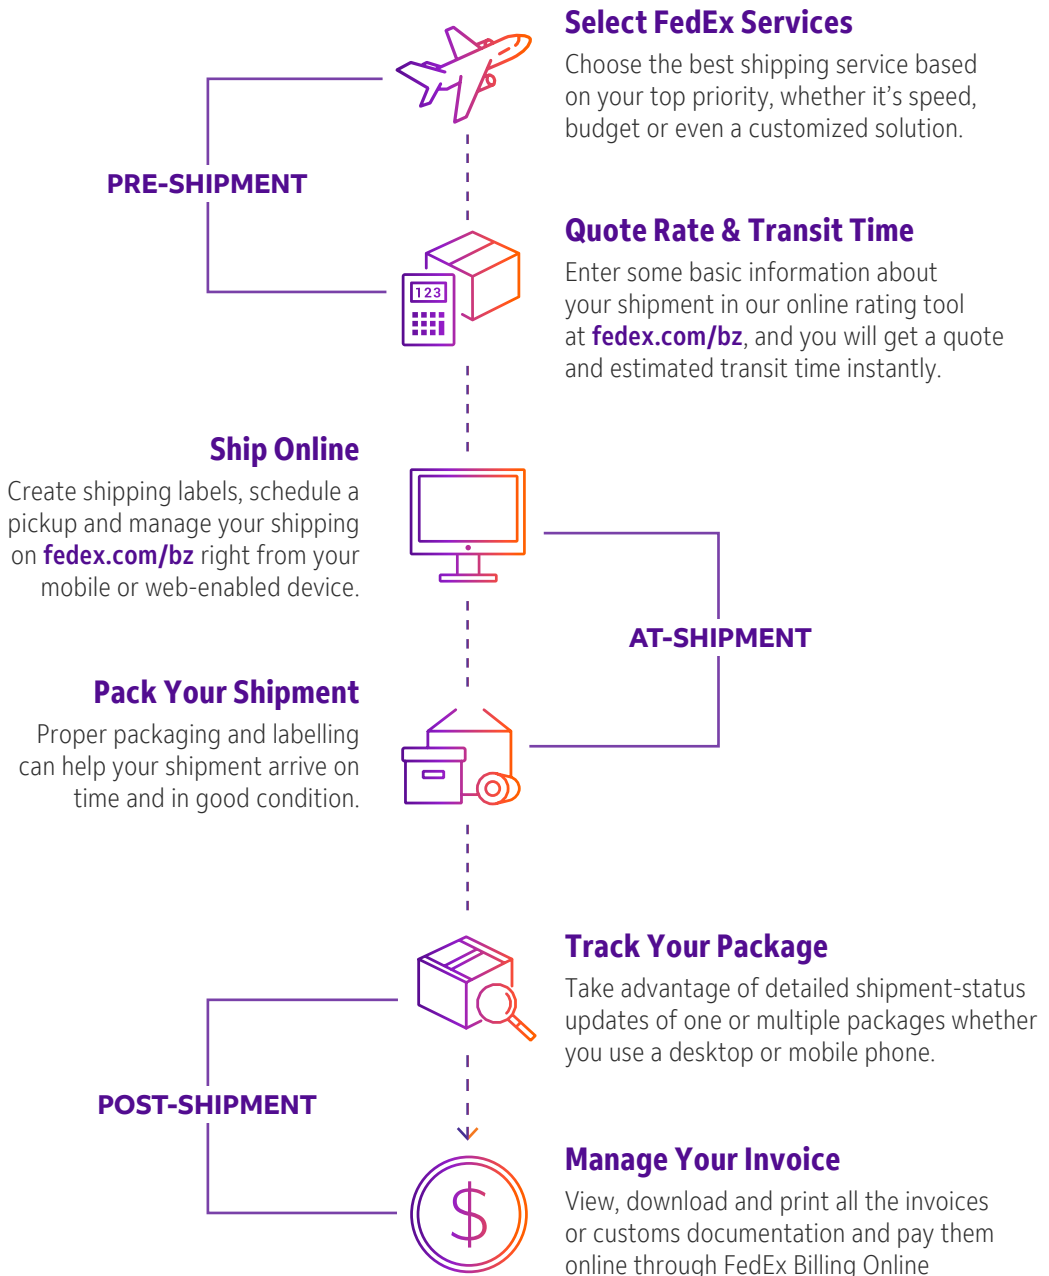 Select FedEx Services
Choose the best shipping service based
on your top priority, whether it’s speed,
budget or even a customized solution.
PRE-SHIPMENT
Quote Rate & Transit Time
Enter some basic information about
your shipment in our online rating tool
at fedex.com/bz, and you will get a quote
and estimated transit time instantly.
123
Ship Online
Create shipping labels, schedule a
pickup and manage your shipping
on fedex.com/bz right from your
mobile or web-enabled device.
AT-SHIPMENT
Pack Your Shipment
Proper packaging and labelling
can help your shipment arrive on
time and in good condition.
Track Your Package
Take advantage of detailed shipment-status
updates of one or multiple packages whether
you use a desktop or mobile phone.
POST-SHIPMENT
Manage Your Invoice
View, download and print all the invoices
or customs documentation and pay them
online through FedEx Billing Online
$